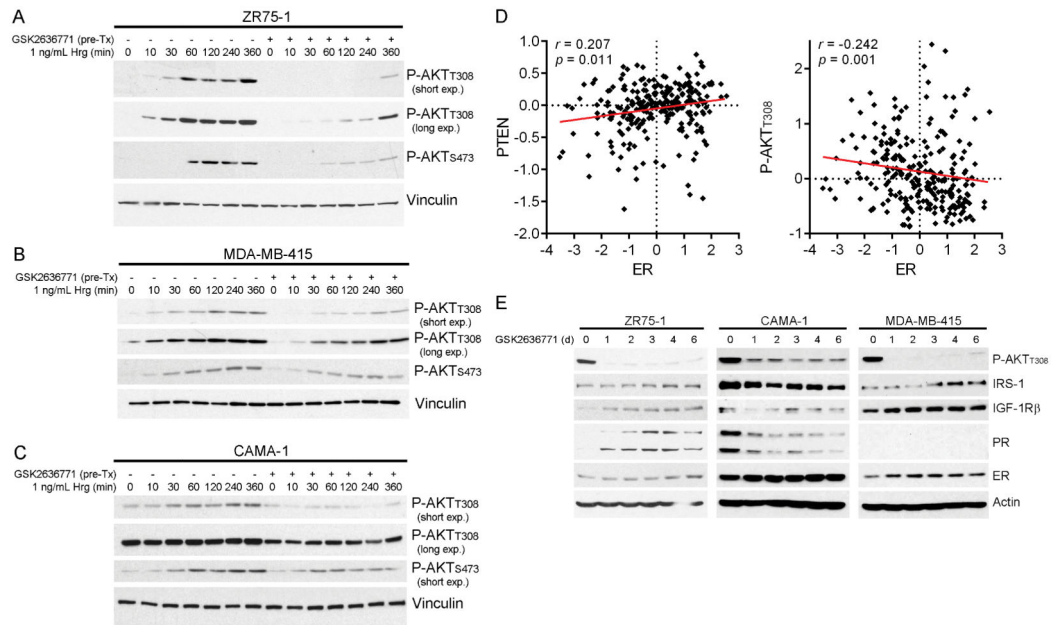 A
ZR75-1
GSK2636771 (pre-Tx) - - - - - - - + + + + + + +
1 ng/mL Hrg (min) 0 10 30 60 120 240 360 0 10 30 60 120 240 360
P-AKTT308
(short exp.)
P-AKTT308
(long exp.)
P-AKTS473
Vinculin
B
MDA-MB-415
GSK2636771 (pre-Tx) - - - - - - - + + + + + + +
1 ng/mL Hrg (min) 0 10 30 60 120 240 360 0 10 30 60 120 240 360
P-AKTT308
(short exp.)
P-AKTT308
(long exp.)
P-AKTS473
Vinculin
C
CAMA-1
GSK2636771 (pre-Tx) - - - - - - - + + + + + + +
1 ng/mL Hrg (min) 0 10 30 60 120 240 360 0 10 30 60 120 240 360
P-AKTT308
(short exp.)
P-AKTT308
(long exp.)
P-AKTS473
(short exp.)
Vinculin
D
r = 0.207
p = 0.011
PTEN
1.0
0.5
0.0
-0.5
-1.0
-1.5
-2.0
-4 -3 -2 -1 0 1 2 3
ER
r = -0.242
p = 0.001
P-AKTT308
2
1
0
-1
-4 -3 -2 -1 0 1 2 3
ER
E
ZR75-1 CAMA-1 MDA-MB-415
GSK2636771 (d) 0 1 2 3 4 6 0 1 2 3 4 6 0 1 2 3 4 6
P-AKTT308
IRS-1
IGF-1Rβ
PR
ER
Actin